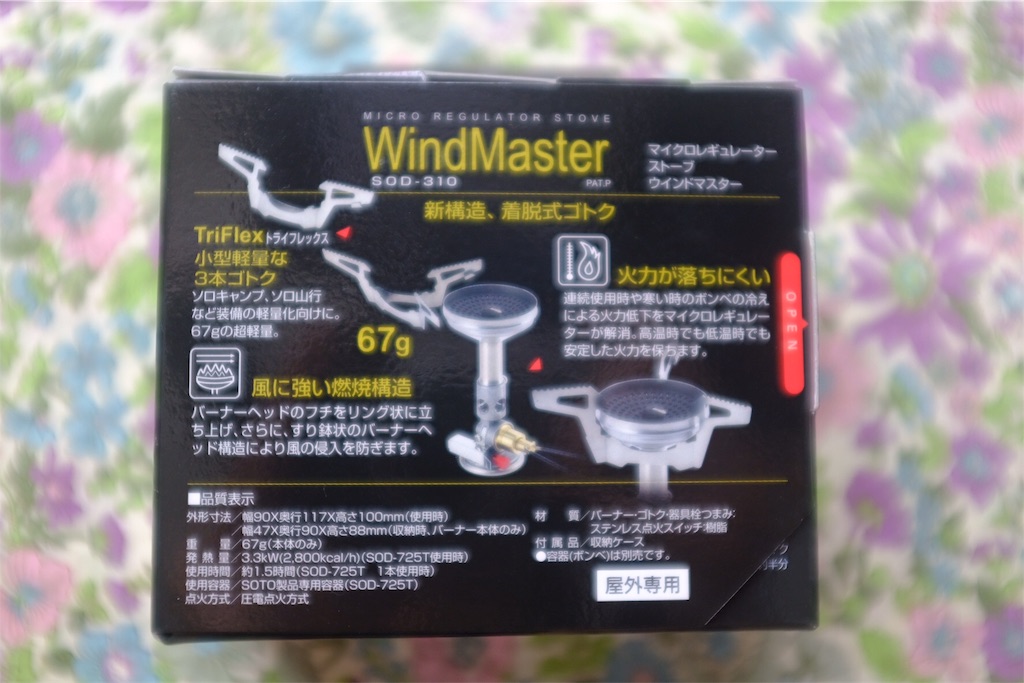 MICRO REGULATOR STOVE
WindMaster
SOD-310
PAT.P
マイクロレギュレーター
ストーブ
ウインドマスター
新構造、着脱式ゴトク
TriFlexトライフレックス
小型軽量な
3本ゴトク
ソロキャンプ、ソロ山行
など装備の軽量化向けに。
67gの超軽量。
67g
火力が落ちにくい
連続使用時や寒い時のボンベの冷え
による火力低下をマイクロレギュレー
ターが解消。高温時でも低温時でも
安定した火力を保ちます。
OPEN
風に強い燃焼構造
バーナーヘッドのフチをリング状に立
ち上げ、さらに、すり鉢状のバーナーヘ
ッド構造により風の侵入を防ぎます。
■品質表示
外形寸法/幅90X奥行117X高さ100mm(使用時)
/幅47X奥行90X高さ88mm(収納時、バーナー本体のみ)
重 量/67g(本体のみ)
発熱量/3.3kW(2,800kcal/h)(SOD-725T使用時)
使用時間/約1.5時間(SOD-725T 1本使用時)
使用容器/SOTO製品専用容器(SOD-725T)
点火方式/圧電点火方式
材 質/バーナー・ゴトク・器具栓つまみ:
ステンレス点火スイッチ:樹脂
付属品/収納ケース
●容器(ボンベ)は別売です。
屋外専用